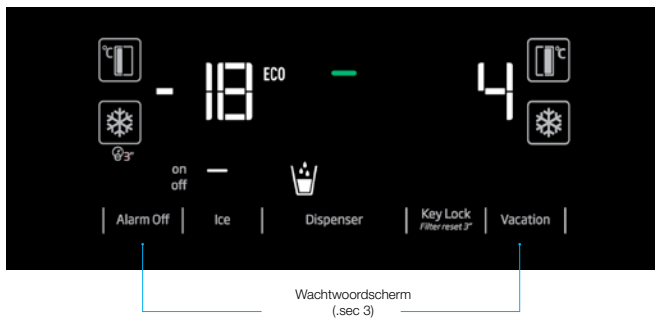 °C
- 18 ECO
4 °C
3"
on
off
Alarm Off
Ice
Dispenser
Key Lock
Filter reset 3"
Vacation
Wachtwoordscherm
(.sec 3)